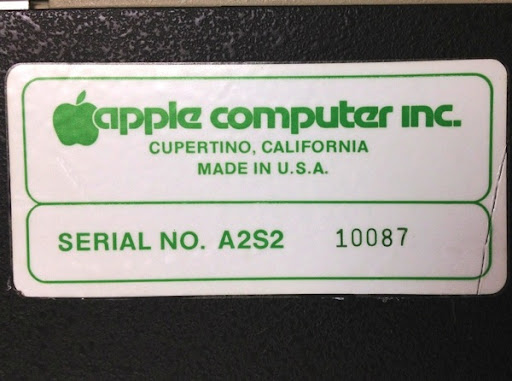 apple computer inc.
CUPERTINO, CALIFORNIA
MADE IN U.S.A.
SERIAL NO. A2S2 10087